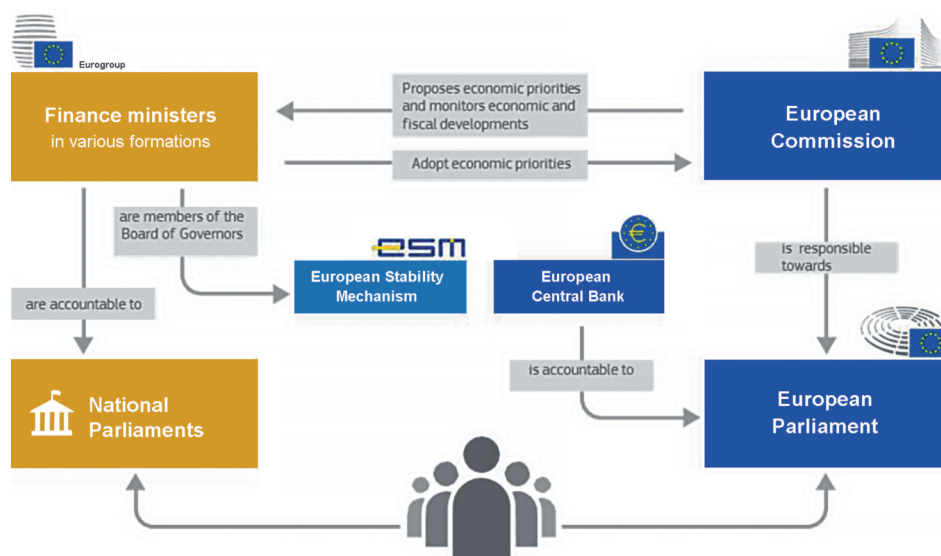 Eurogroup
Finance ministers
in various formations
Proposes economic priorities
and monitors economic and
fiscal developments
Adopt economic priorities
European
Commission
are members of the
Board of Governors
esm
European Stability
Mechanism
€
European
Central Bank
is responsible
towards
are accountable to
is accountable to
National
Parliaments
European
Parliament